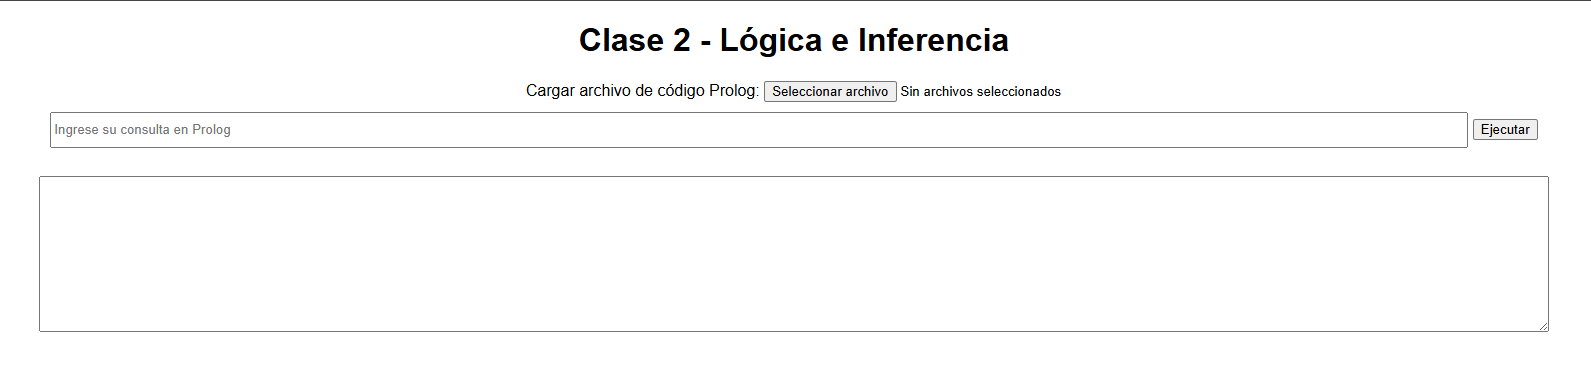 Clase 2 - Lógica e Inferencia
Cargar archivo de código Prolog: Seleccionar archivo Sin archivos seleccionados
Ingrese su consulta en Prolog Ejecutar